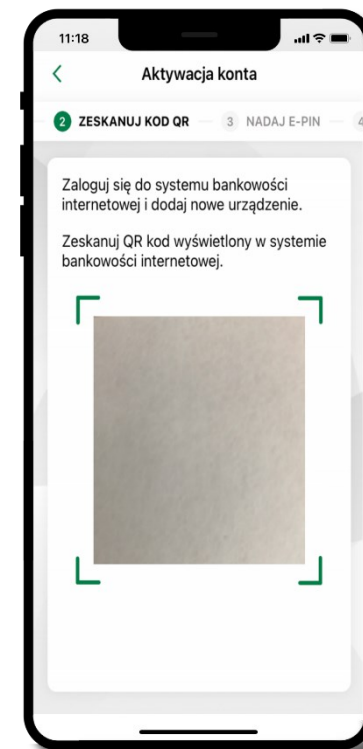 11:18
Aktywacja konta
2 ZESKANUJ KOD QR 3 NADAJ E-PIN 4
Zaloguj się do systemu bankowości
internetowej i dodaj nowe urządzenie.
Zeskanuj QR kod wyświetlony w systemie
bankowości internetowej.